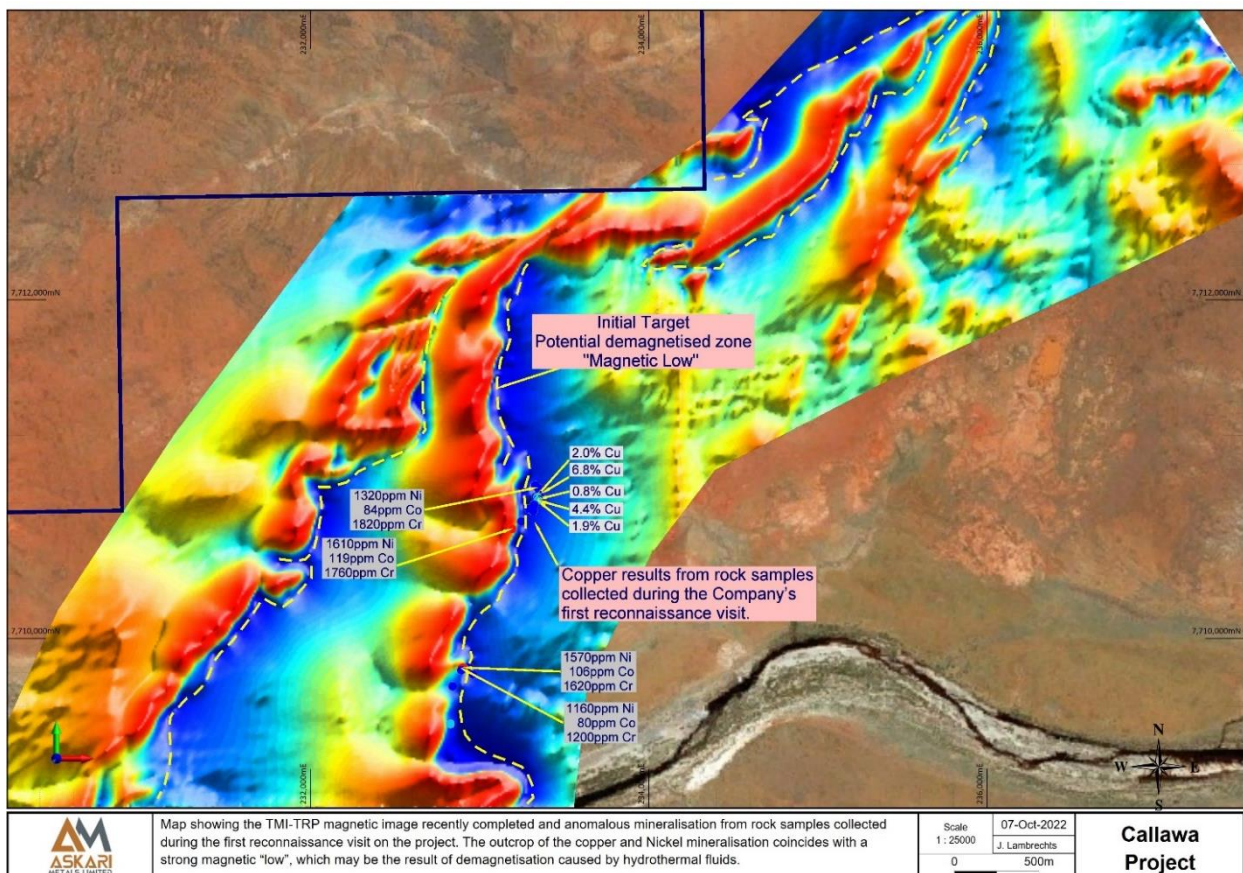 232,000mE
234,000mE
236,000mE
7,712,000mN
7,712,000mN
Initial Target
Potential demagnetised zone
"Magnetic Low"
2.0% Cu
6.8% Cu
0.8% Cu
4.4% Cu
1.9% Cu
1320ppm Ni
84ppm Co
1820ppm Cr
1610ppm Ni
119ppm Co
1760ppm Cr
Copper results from rock samples
collected during the Company's
first reconnaissance visit.
7,710,000mN
7,710,000mN
1570ppm Ni
106ppm Co
1620ppm Cr
1160ppm Ni
80ppm Co
1200ppm Cr
232,000mE
234,000mE
236,000mE
N
W
E
S
AM
ASKARI
METALS LIMITED
Map showing the TMI-TRP magnetic image recently completed and anomalous mineralisation from rock samples collected
during the first reconnaissance visit on the project. The outcrop of the copper and Nickel mineralisation coincides with a
strong magnetic "low", which may be the result of demagnetisation caused by hydrothermal fluids.
Scale
1 : 25000
07-Oct-2022
J. Lambrechts
0
500m
Callawa
Project